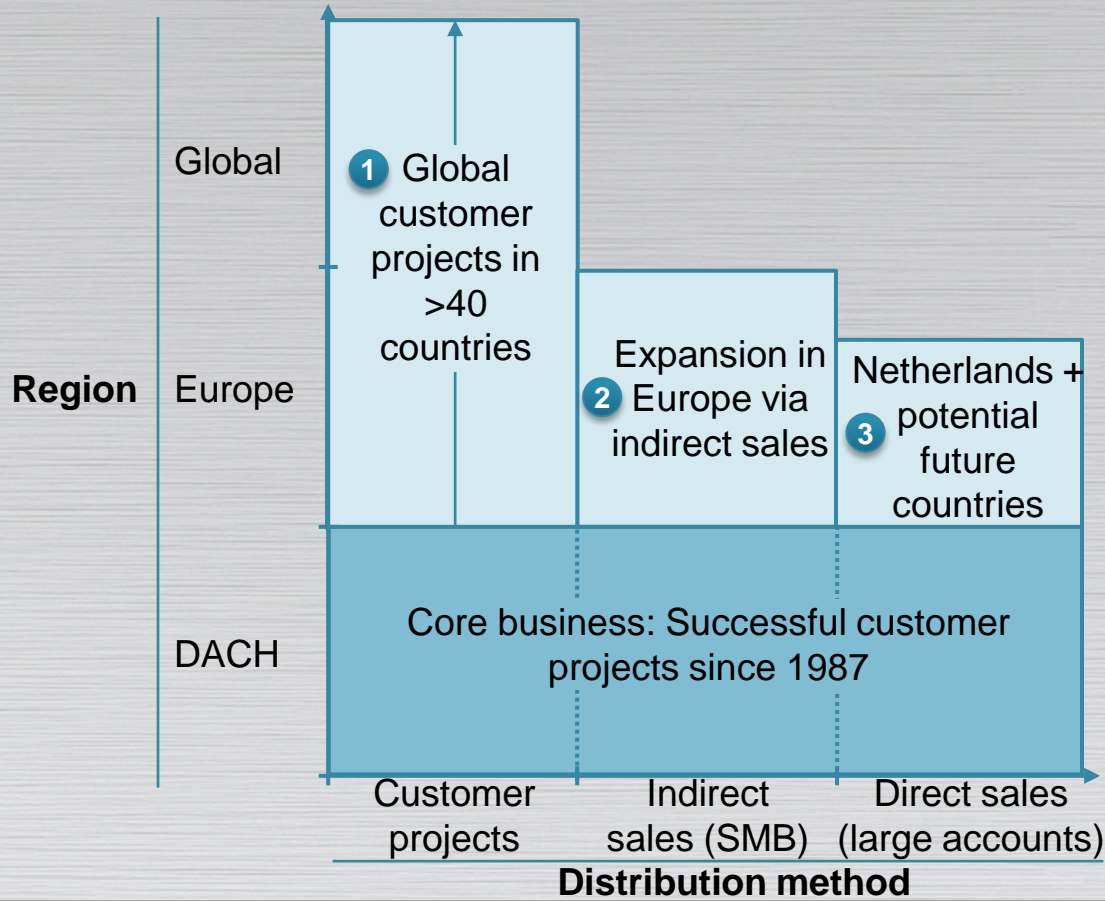 Region
Global
Europe
DACH
1
Global
customer
projects in
>40
countries
2
Expansion in
Europe via
indirect sales
3
Netherlands +
potential
future
countries
Core business: Successful customer
projects since 1987
Customer
projects
Indirect
sales (SMB)
Direct sales
(large accounts)
Distribution method